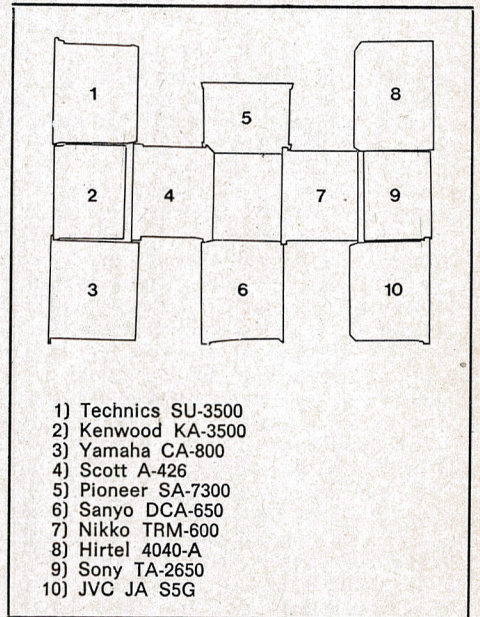 1
8
5
2
4
7
9
3
6
10
1) Technics SU-3500
2) Kenwood KA-3500
3) Yamaha CA-800
4) Scott A-426
5) Pioneer SA-7300
6) Sanyo DCA-650
7) Nikko TRM-600
8) Hirtel 4040-A
9) Sony TA-2650
10) JVC JA S5G